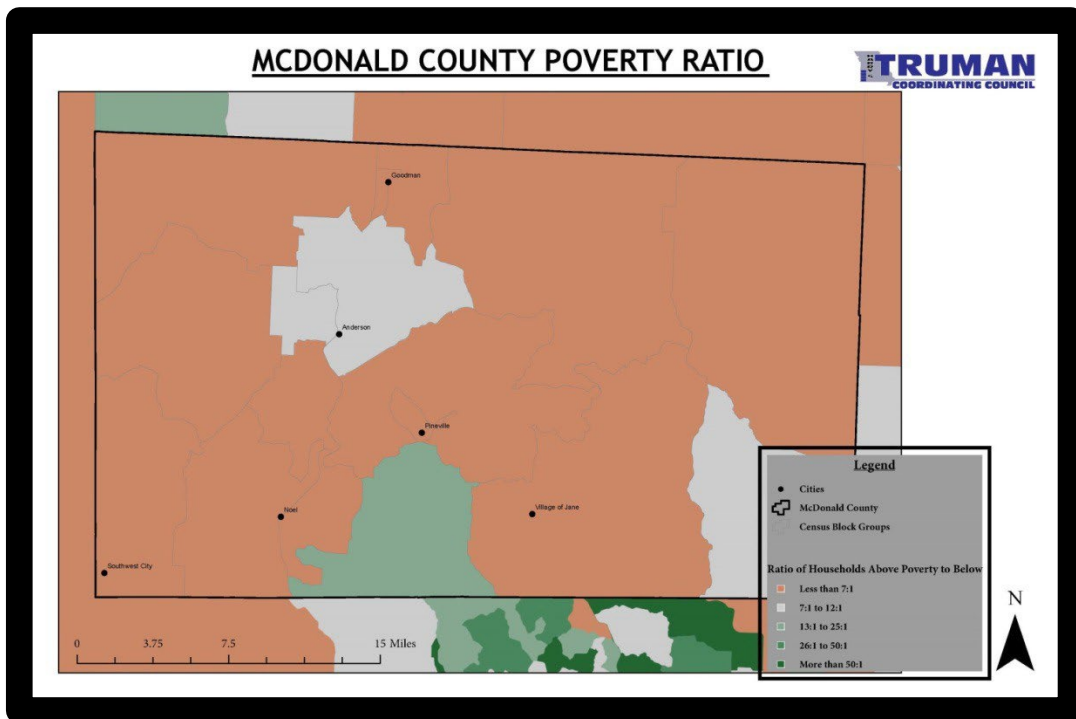 MCDONALD COUNTY POVERTY RATIO
TRUMAN
COORDINATING COUNCIL
Goodman
Anderson
Pineville
Noel
Village of Jane
Southwest City
Legend
Cities
McDonald County
Census Block Groups
Ratio of Households Above Poverty to Below
Less than 7:1
7:1 to 12:1
13:1 to 25:1
26:1 to 50:1
More than 50:1
N
0 3.75 7.5 15 Miles